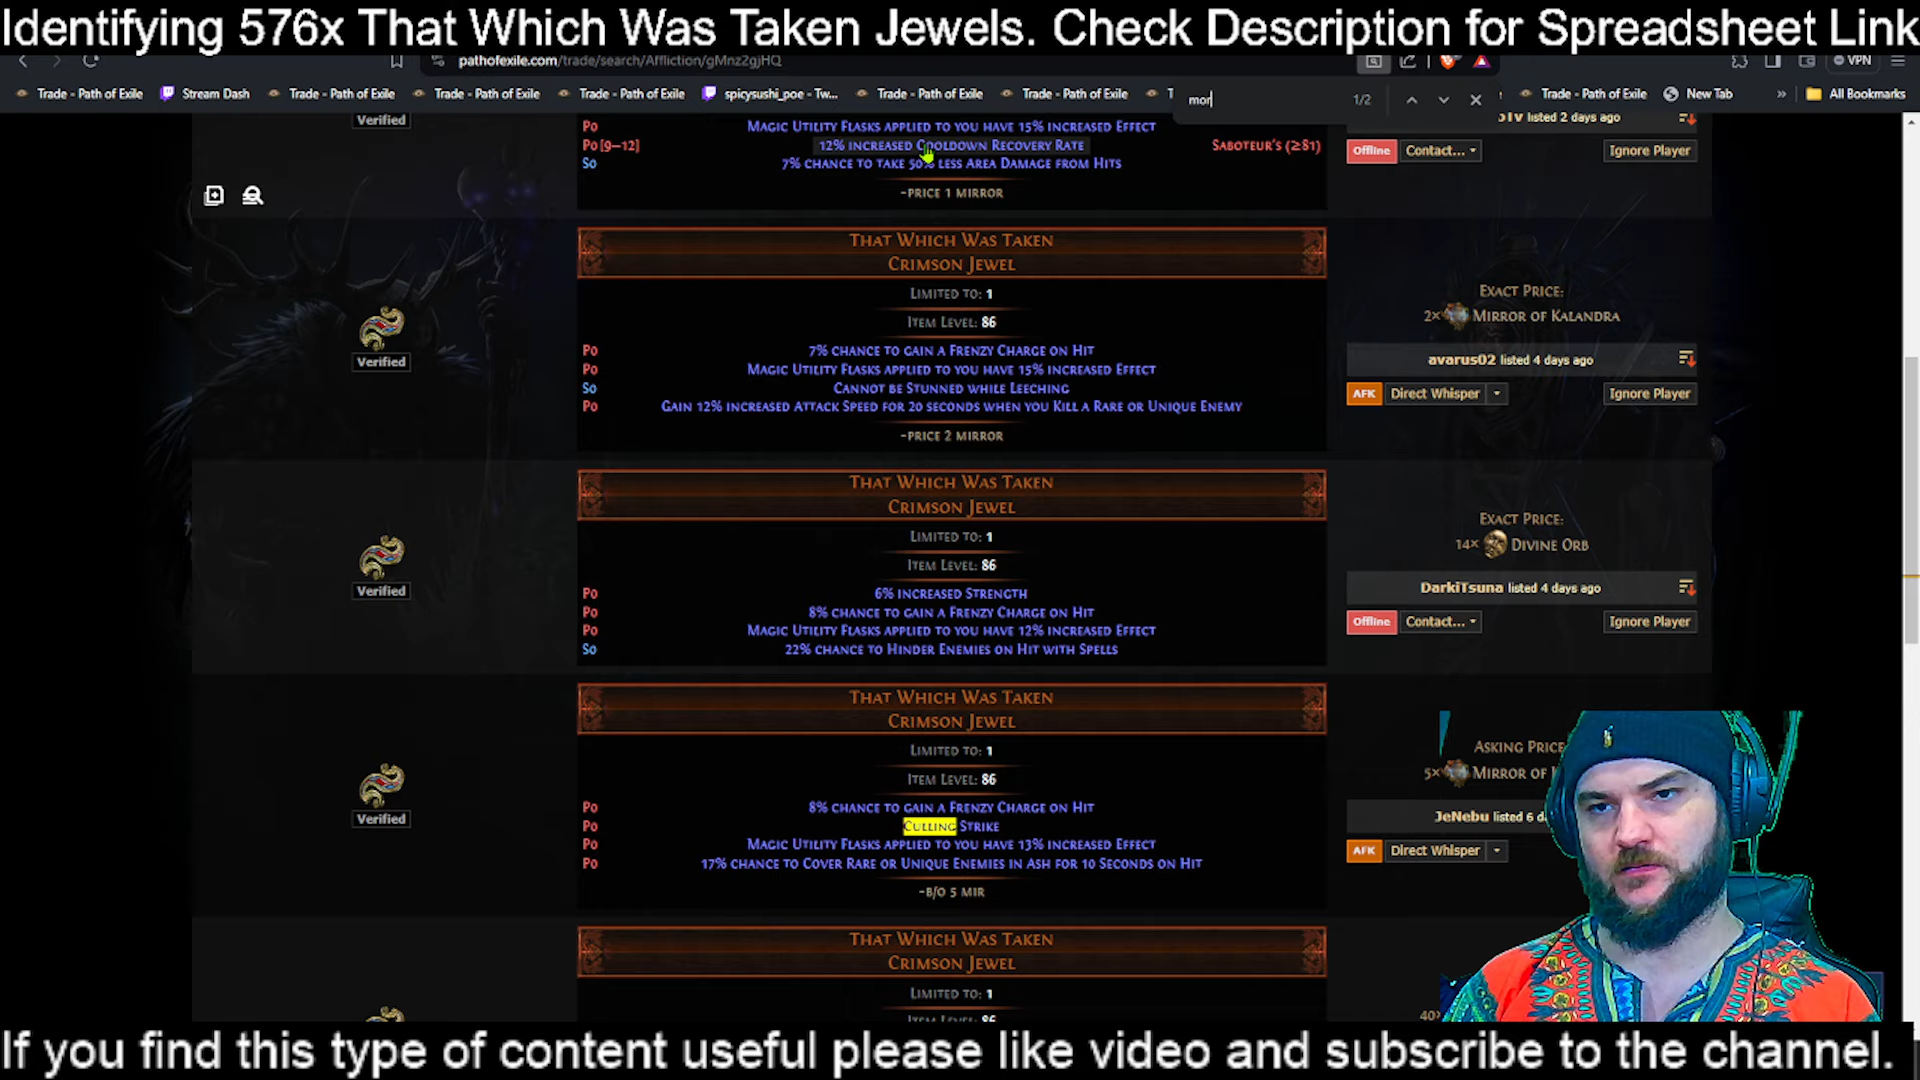 Identifying 576x That Which Was Taken Jewels. Check Description for Spreadsheet Link
pathofexile.com/trade/search/Affliction/gMnz2gjHQ
VPN
Trade - Path of Exile
Stream Dash
Trade - Path of Exile
Trade - Path of Exile
Trade - Path of Exile
spicysushi_poe - Tw...
Trade - Path of Exile
Trade - Path of Exile
mor
1/2
Trade - Path of Exile
New Tab
All Bookmarks
Verified
Po
Magic Utility Flasks applied to you have 15% increased Effect
listed 2 days ago
Po [9—12]
12% increased Cooldown Recovery Rate
Saboteur's (≥81)
Offline
Contact...
Ignore Player
So
7% chance to take 50% less Area Damage from Hits
~price 1 mirror
That Which Was Taken
Crimson Jewel
Limited to: 1
Item Level: 86
Verified
Po
7% chance to gain a Frenzy Charge on Hit
Po
Magic Utility Flasks applied to you have 15% increased Effect
So
Cannot be Stunned while Leeching
Po
Gain 12% increased Attack Speed for 20 seconds when you Kill a Rare or Unique Enemy
~price 2 mirror
Exact Price:
2× Mirror of Kalandra
avarus02 listed 4 days ago
AFK
Direct Whisper
Ignore Player
That Which Was Taken
Crimson Jewel
Limited to: 1
Item Level: 86
Verified
Po
6% increased Strength
Po
8% chance to gain a Frenzy Charge on Hit
Po
Magic Utility Flasks applied to you have 12% increased Effect
So
22% chance to Hinder Enemies on Hit with Spells
Exact Price:
14× Divine Orb
DarkiTsuna listed 4 days ago
Offline
Contact...
Ignore Player
That Which Was Taken
Crimson Jewel
Limited to: 1
Item Level: 86
Verified
Po
8% chance to gain a Frenzy Charge on Hit
Po
Culling Strike
Po
Magic Utility Flasks applied to you have 13% increased Effect
Po
17% chance to Cover Rare or Unique Enemies in Ash for 10 Seconds on Hit
~b/o 5 mir
Asking Price
5× Mirror of
JeNebu listed 6 d
AFK
Direct Whisper
That Which Was Taken
Crimson Jewel
Limited to: 1
Item Level: 86
40×
If you find this type of content useful please like video and subscribe to the channel.